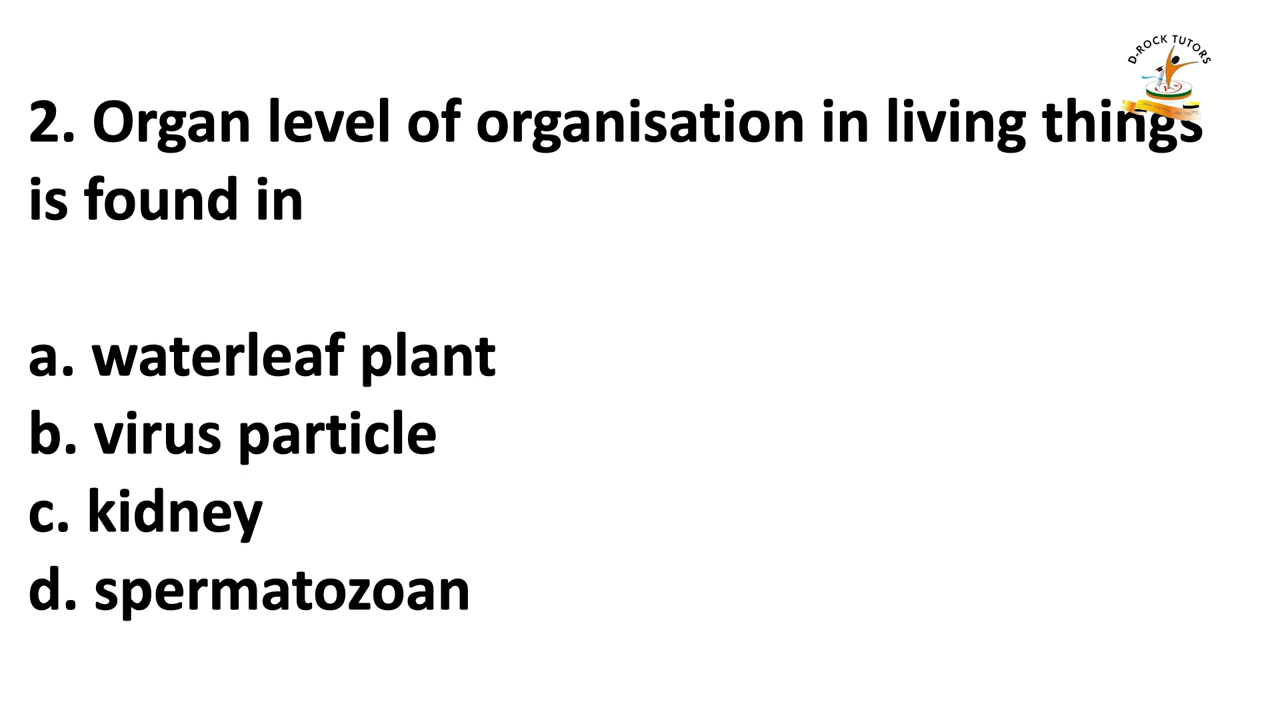 D-ROCK TUTORS
2. Organ level of organisation in living things
is found in
a. waterleaf plant
b. virus particle
c. kidney
d. spermatozoan